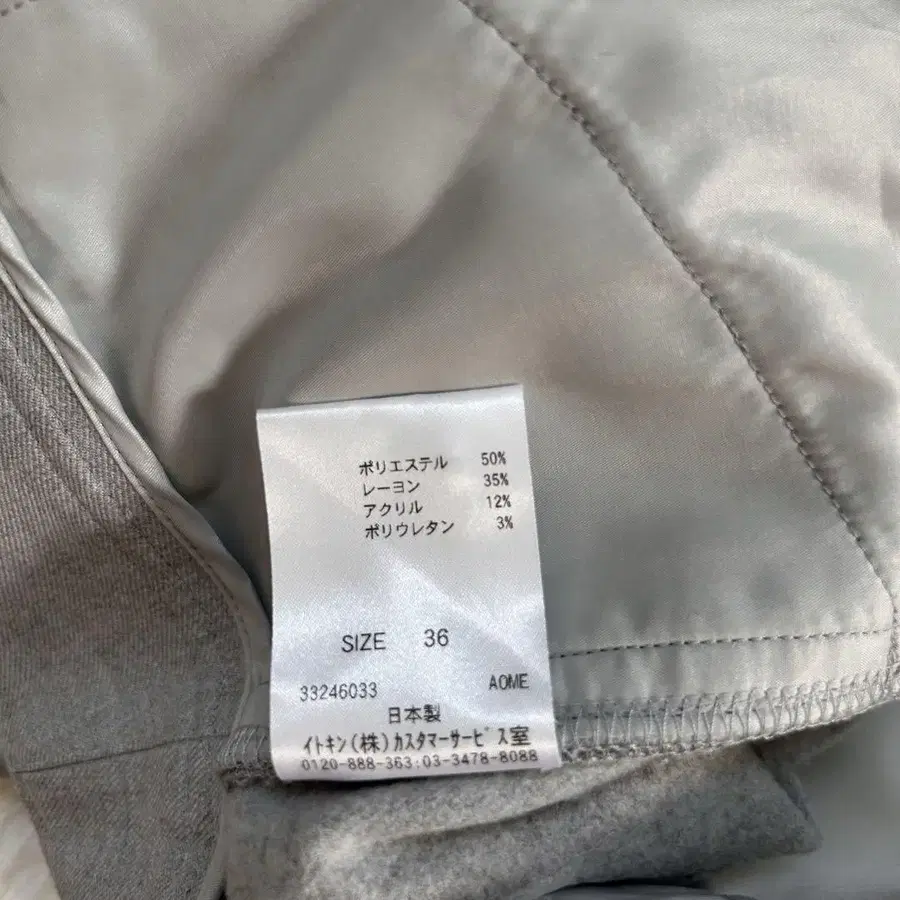 ポリエステル 50%
レーヨン 35%
アクリル 12%
ポリウレタン 3%
SIZE 36
33246033 AOME
日本製
イトキン(株)カスタマーサービス室
0120-888-363:03-3478-8088